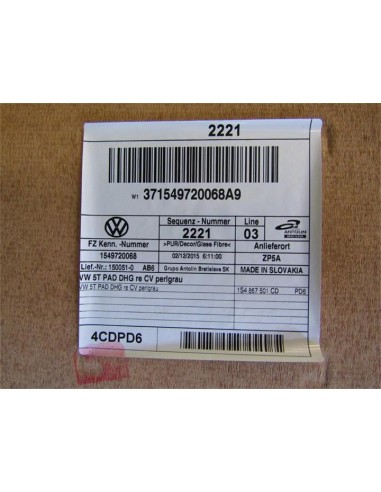 2221
W1 371549720068A9
Sequenz - Nummer Line
FZ Kenn. -Nummer 2221 03 Anlieferort
1549720068 >PUR/Decor/Glass Fibre< ZP5A
Lief.-Nr.: 150051-0 AB6 02/12/2015 6:11:00 MADE IN SLOVAKIA
Grupo Antolin Bratislava SK
VW 5T PAD DHG re CV perlgrau
VW 5T PAD DHG re CV perlgrau 1S4 867 501 CD PD6
4CDPD6